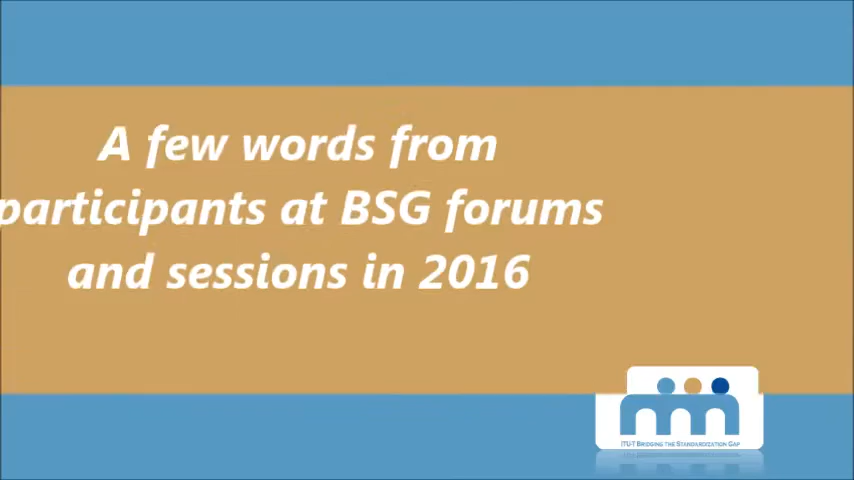 A few words from
participants at BSG forums
and sessions in 2016
ITU-T BRIDGING THE STANDARDIZATION GAP